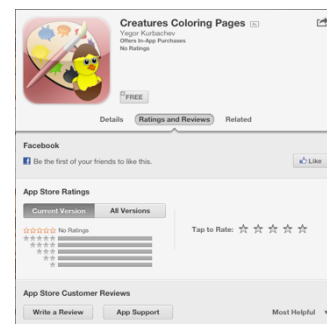 Creatures Coloring Pages
Yegor Kurbachev
Offers In-App Purchases
No Ratings
FREE
Details Ratings and Reviews Related
Facebook
Be the first of your friends to like this.
Like
App Store Ratings
Current Version All Versions
No Ratings
Tap to Rate:
App Store Customer Reviews
Write a Review App Support Most Helpful